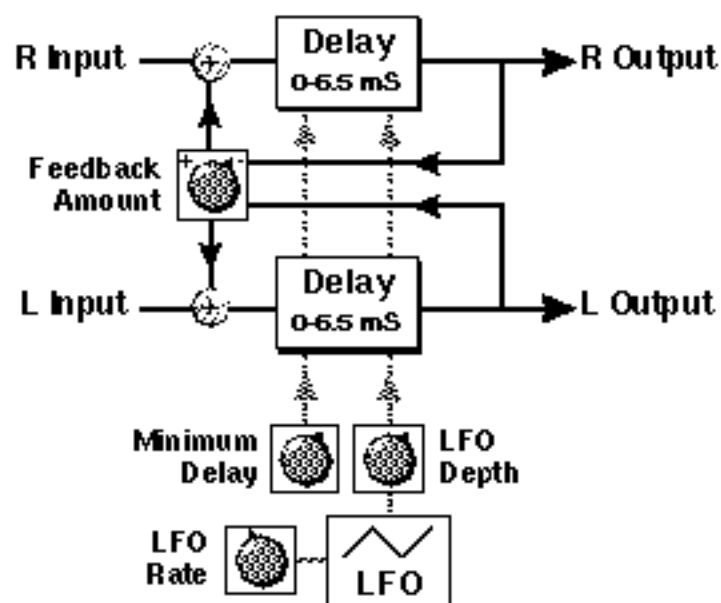 R Input
Delay
0-6.5 mS
R Output
Feedback
Amount
+ -
L Input
Delay
0-6.5 mS
L Output
Minimum
Delay
LFO
Depth
LFO
Rate
LFO